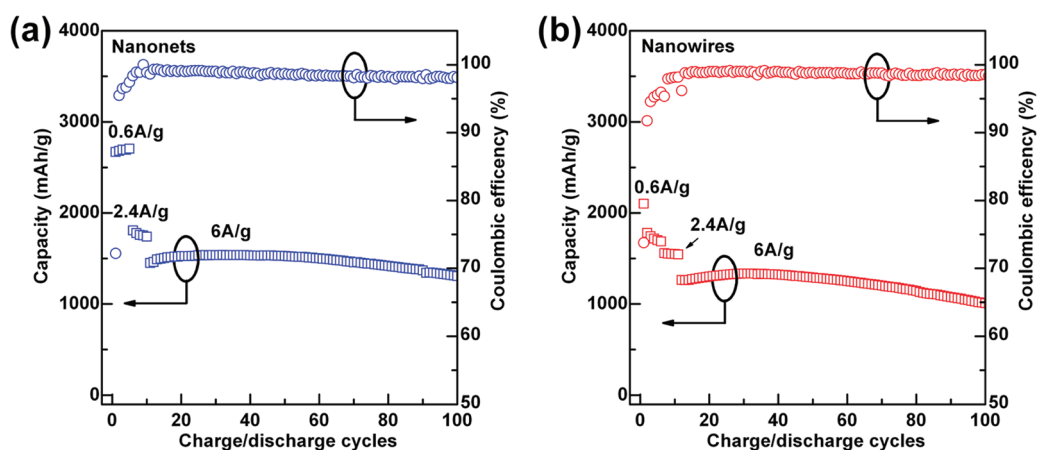 (a)
Nanonets
0.6A/g
2.4A/g
6A/g
Capacity (mAh/g)
4000
3000
2000
1000
0
Coulombic efficency (%)
100
90
80
70
60
50
0 20 40 60 80 100
Charge/discharge cycles
(b)
Nanowires
0.6A/g
2.4A/g
6A/g
Capacity (mAh/g)
4000
3000
2000
1000
0
Coulombic efficency (%)
100
90
80
70
60
50
0 20 40 60 80 100
Charge/discharge cycles